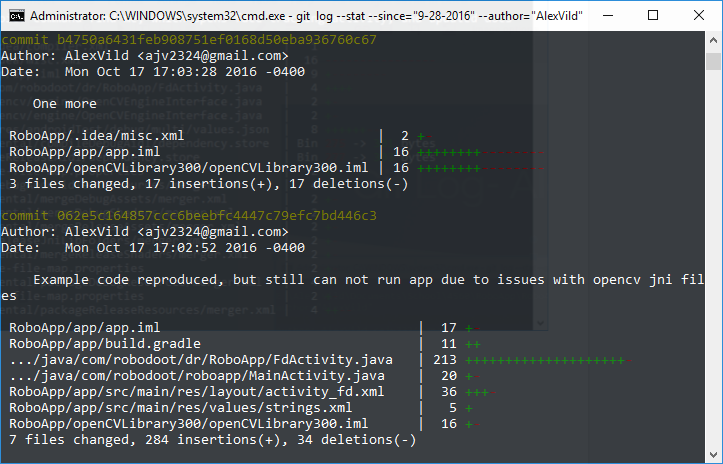 Administrator: C:\WINDOWS\system32\cmd.exe - git log --stat --since="9-28-2016" --author="AlexVild"
commit b4750a6431feb908751ef0168d50eba936760c67
Author: AlexVild <ajv2324@gmail.com>
Date:   Mon Oct 17 17:03:28 2016 -0400
    One more
 RoboApp/.idea/misc.xml                         |  2 +-
 RoboApp/app/app.iml                            | 16 ++++++++--------
 RoboApp/openCVLibrary300/openCVLibrary300.iml | 16 ++++++++--------
 3 files changed, 17 insertions(+), 17 deletions(-)
commit 062e5c164857ccc6beebfc4447c79efc7bd446c3
Author: AlexVild <ajv2324@gmail.com>
Date:   Mon Oct 17 17:02:52 2016 -0400
    Example code reproduced, but still can not run app due to issues with opencv jni fil
es
 RoboApp/app/app.iml                                |  17 +-
 RoboApp/app/build.gradle                           |  11 ++
 .../java/com/robodoot/dr/RoboApp/FdActivity.java   | 213 ++++++++++++++++++++-
 .../java/com/robodoot/roboapp/MainActivity.java    |  20 +-
 RoboApp/app/src/main/res/layout/activity_fd.xml    |  36 +++-
 RoboApp/app/src/main/res/values/strings.xml        |   5 +
 RoboApp/openCVLibrary300/openCVLibrary300.iml      |  16 +-
 7 files changed, 284 insertions(+), 34 deletions(-)